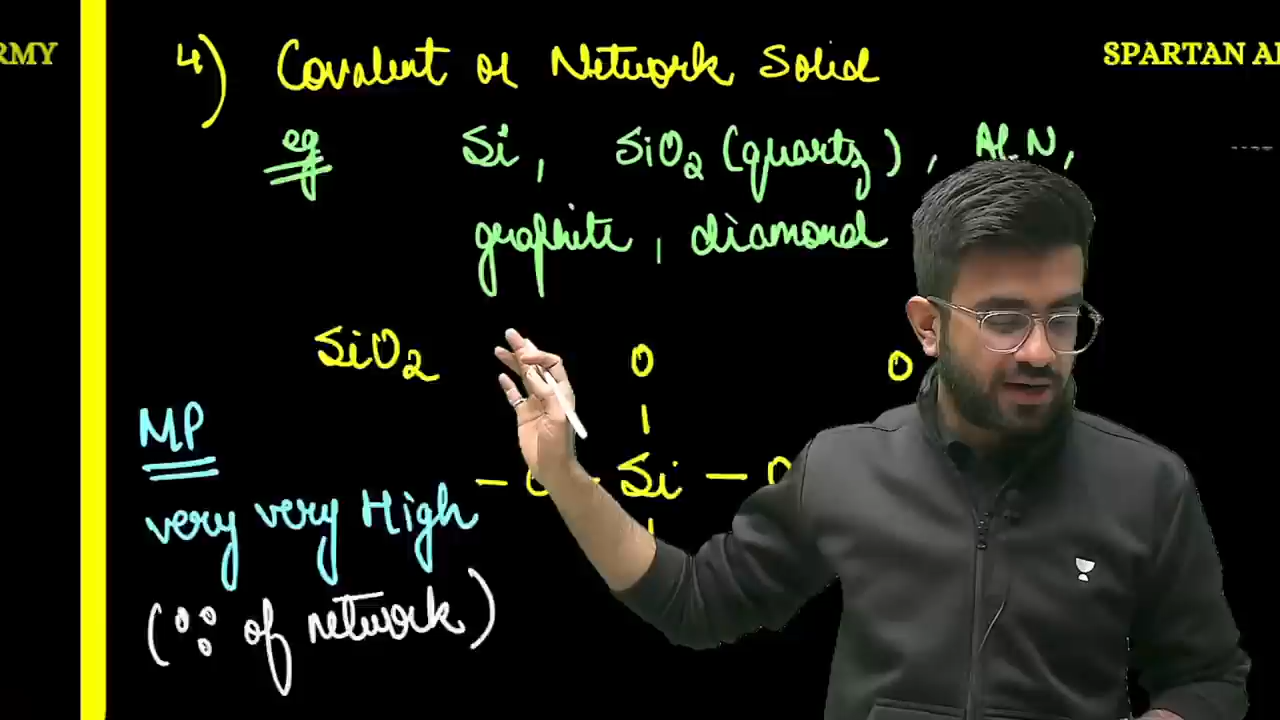 RMY
SPARTAN A
4) Covalent or Network Solid
eg Si, SiO2 (quartz), AlN,
graphite, diamond
SiO2
O O
MP
- O - Si - O
very very High
(∵ of network)